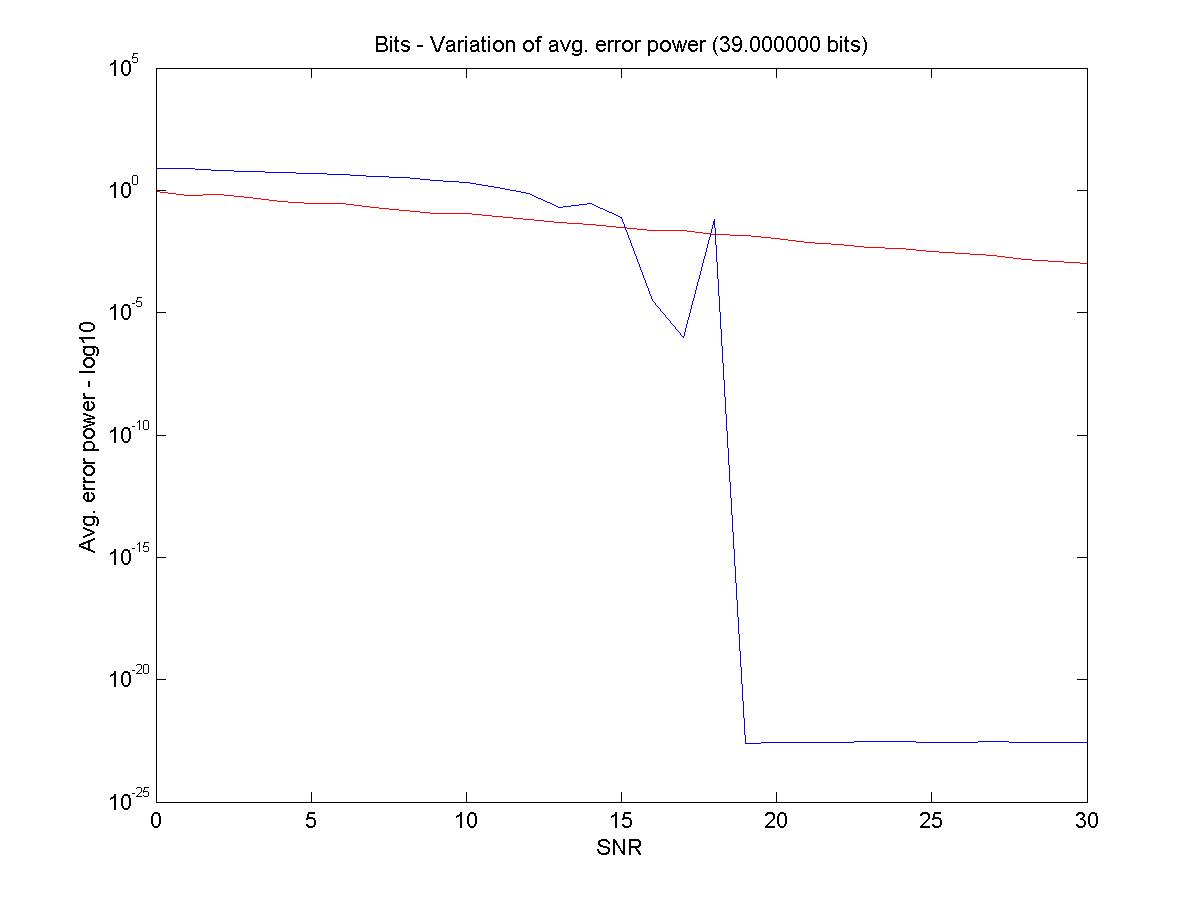 Bits - Variation of avg. error power (39.000000 bits)
10^5
10^0
10^-5
10^-10
10^-15
10^-20
10^-25
Avg. error power - log10
0 5 10 15 20 25 30
SNR